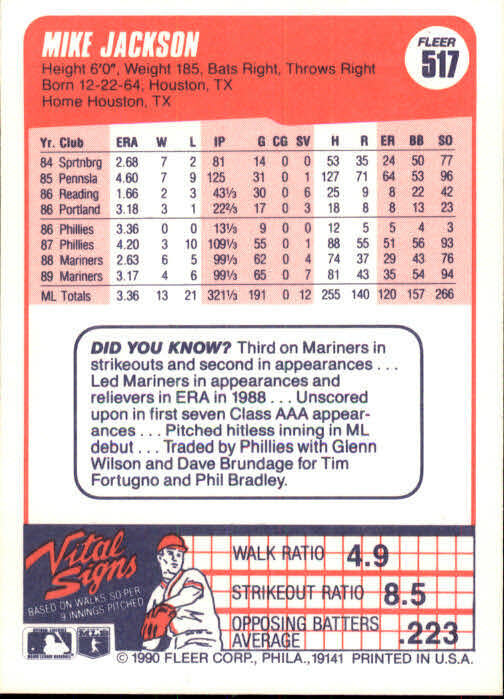 MIKE JACKSON
FLEER
517
Height 6'0", Weight 185, Bats Right, Throws Right
Born 12-22-64, Houston, TX
Home Houston, TX
Yr. Club ERA W L IP G CG SV H R ER BB SO
84 Sprtnbrg 2.68 7 2 81 14 0 0 53 35 24 50 77
85 Pennsla 4.60 7 9 125 31 0 1 127 71 64 53 96
86 Reading 1.66 2 3 43⅓ 30 0 6 25 9 8 22 42
86 Portland 3.18 3 1 22⅔ 17 0 3 18 8 8 13 23
86 Phillies 3.36 0 0 13⅓ 9 0 0 12 5 5 4 3
87 Phillies 4.20 3 10 109⅓ 55 0 1 88 55 51 56 93
88 Mariners 2.63 6 5 99⅓ 62 0 4 74 37 29 43 76
89 Mariners 3.17 4 6 99⅓ 65 0 7 81 43 35 54 94
ML Totals 3.36 13 21 321⅓ 191 0 12 255 140 120 157 266
DID YOU KNOW? Third on Mariners in
strikeouts and second in appearances . . .
Led Mariners in appearances and
relievers in ERA in 1988 . . . Unscored
upon in first seven Class AAA appear-
ances . . . Pitched hitless inning in ML
debut . . . Traded by Phillies with Glenn
Wilson and Dave Brundage for Tim
Fortugno and Phil Bradley.
Vital
Signs
BASED ON WALKS, SO PER
9 INNINGS PITCHED
WALK RATIO 4.9
STRIKEOUT RATIO 8.5
OPPOSING BATTERS
AVERAGE .223
© 1990 FLEER CORP., PHILA., 19141 PRINTED IN U.S.A.